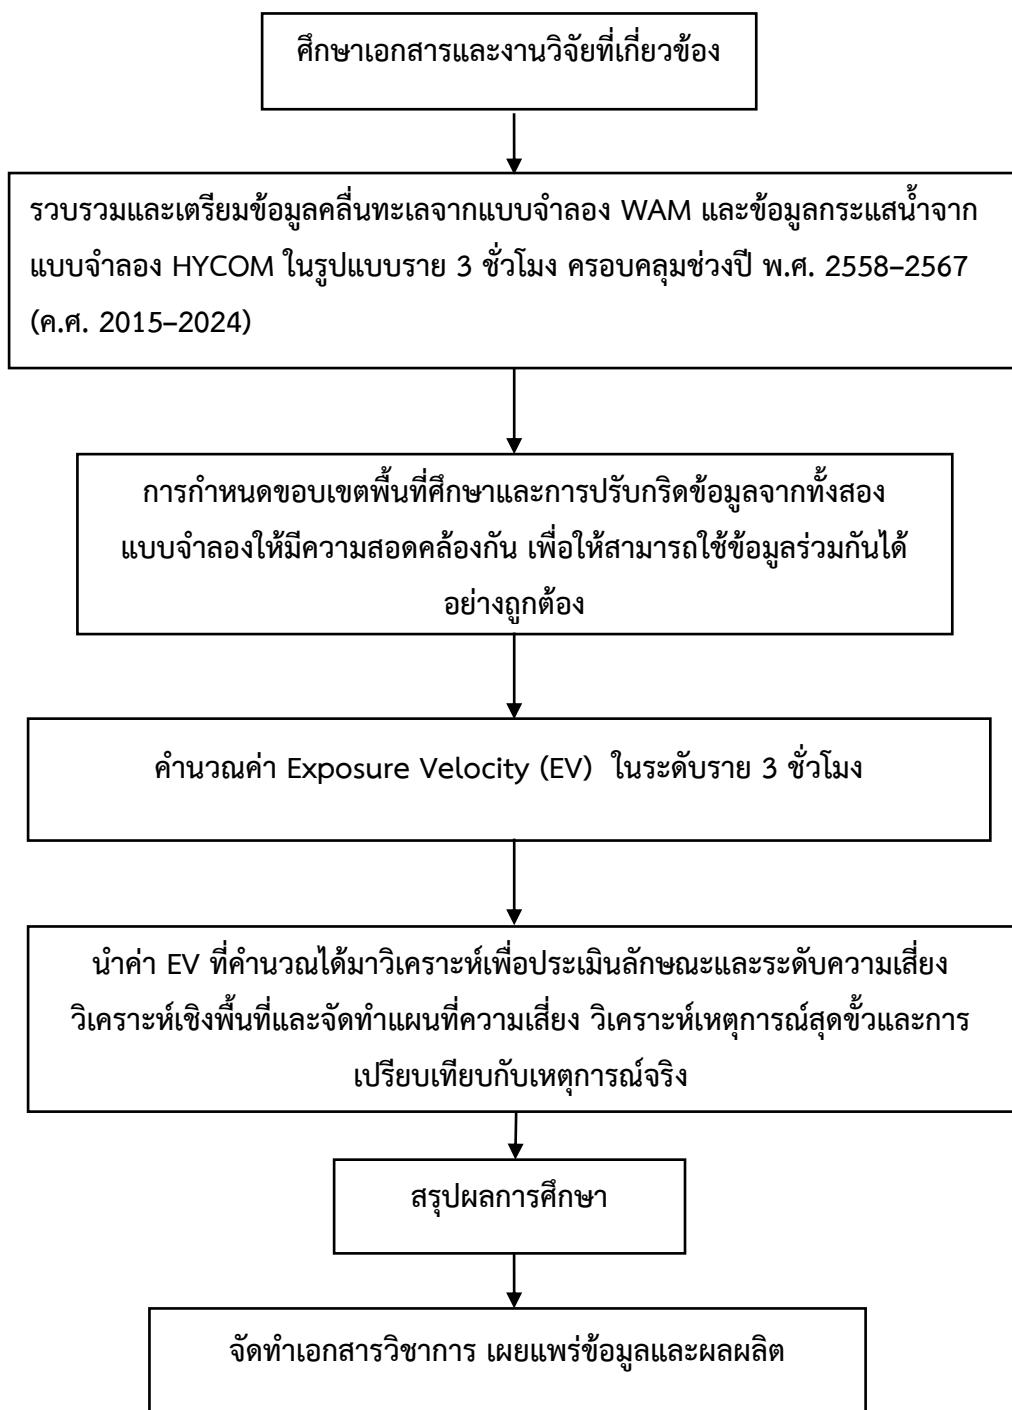 ศึกษาเอกสารและงานวิจัยที่เกี่ยวข้อง
รวบรวมและเตรียมข้อมูลคลื่นทะเลจากแบบจำลอง WAM และข้อมูลกระแสน้ำจาก
แบบจำลอง HYCOM ในรูปแบบราย 3 ชั่วโมง ครอบคลุมช่วงปี พ.ศ. 2558–2567
(ค.ศ. 2015–2024)
การกำหนดขอบเขตพื้นที่ศึกษาและการปรับกริดข้อมูลจากทั้งสอง
แบบจำลองให้มีความสอดคล้องกัน เพื่อให้สามารถใช้ข้อมูลร่วมกันได้
อย่างถูกต้อง
คำนวณค่า Exposure Velocity (EV) ในระดับราย 3 ชั่วโมง
นำค่า EV ที่คำนวณได้มาวิเคราะห์เพื่อประเมินลักษณะและระดับความเสี่ยง
วิเคราะห์เชิงพื้นที่และจัดทำแผนที่ความเสี่ยง วิเคราะห์เหตุการณ์สุดขั้วและการ
เปรียบเทียบกับเหตุการณ์จริง
สรุปผลการศึกษา
จัดทำเอกสารวิชาการ เผยแพร่ข้อมูลและผลผลิต